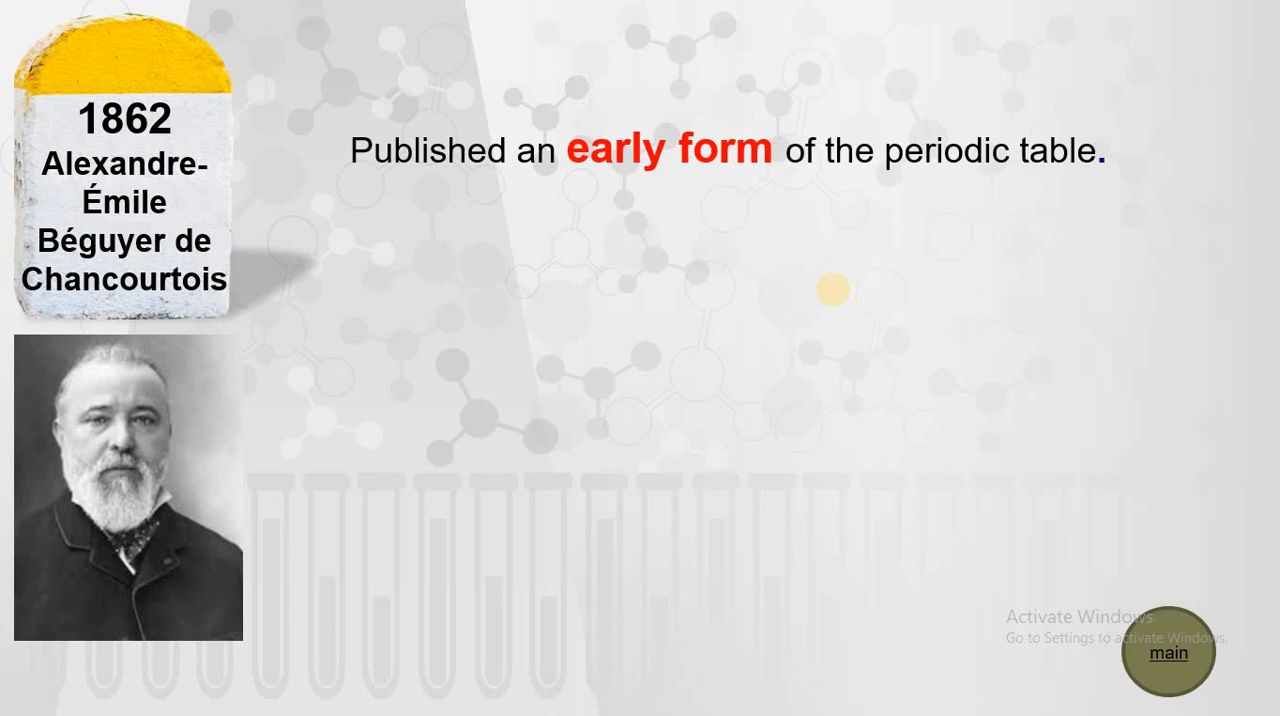 1862
Alexandre-
Émile
Béguyer de
Chancourtois
Published an early form of the periodic table.
Activate Windows
Go to Settings to activate Windows.
main